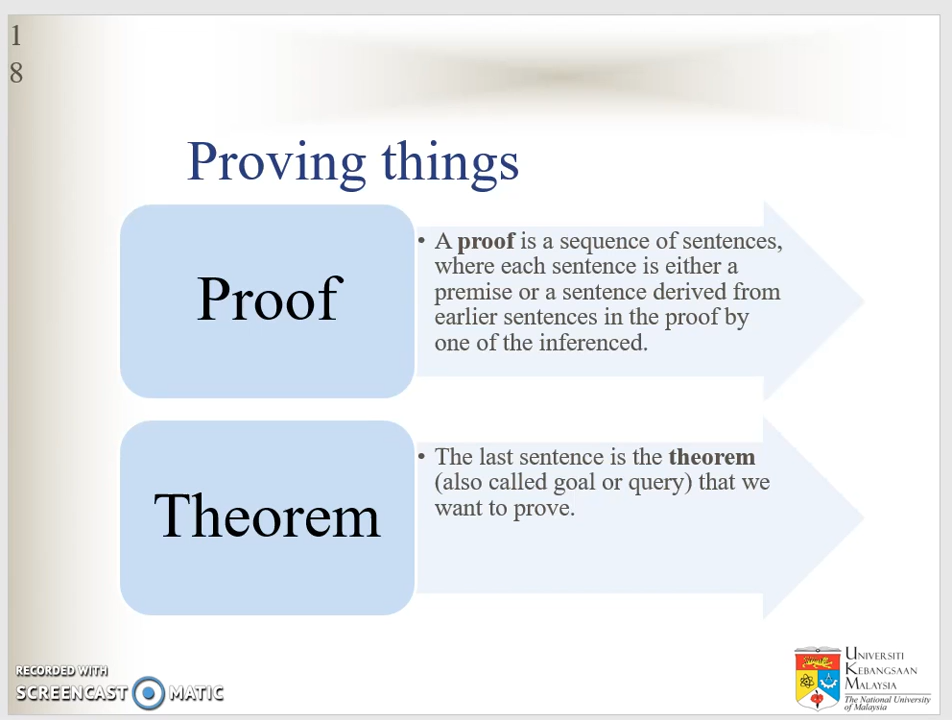 1
8
Proving things
Proof
• A proof is a sequence of sentences,
where each sentence is either a
premise or a sentence derived from
earlier sentences in the proof by
one of the inferenced.
Theorem
• The last sentence is the theorem
(also called goal or query) that we
want to prove.
RECORDED WITH
SCREENCAST MATIC
UNIVERSITI
KEBANGSAAN
MALAYSIA
The National University
of Malaysia